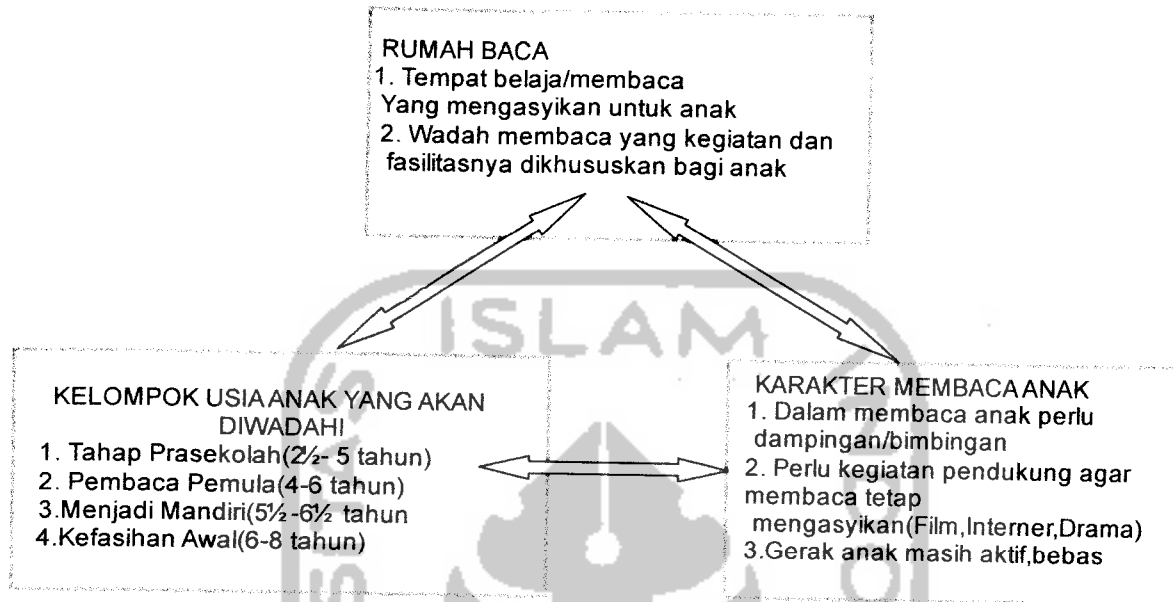 RUMAH BACA
1. Tempat belaja/membaca
Yang mengasyikan untuk anak
2. Wadah membaca yang kegiatan dan
fasilitasnya dikhususkan bagi anak
ISLAM
KELOMPOK USIA ANAK YANG AKAN
DIWADAHI
1. Tahap Prasekolah(2½- 5 tahun)
2. Pembaca Pemula(4-6 tahun)
3.Menjadi Mandiri(5½-6½ tahun
4.Kefasihan Awal(6-8 tahun)
KARAKTER MEMBACA ANAK
1. Dalam membaca anak perlu
dampingan/bimbingan
2. Perlu kegiatan pendukung agar
membaca tetap
mengasyikan(Film,Interner,Drama)
3.Gerak anak masih aktif,bebas